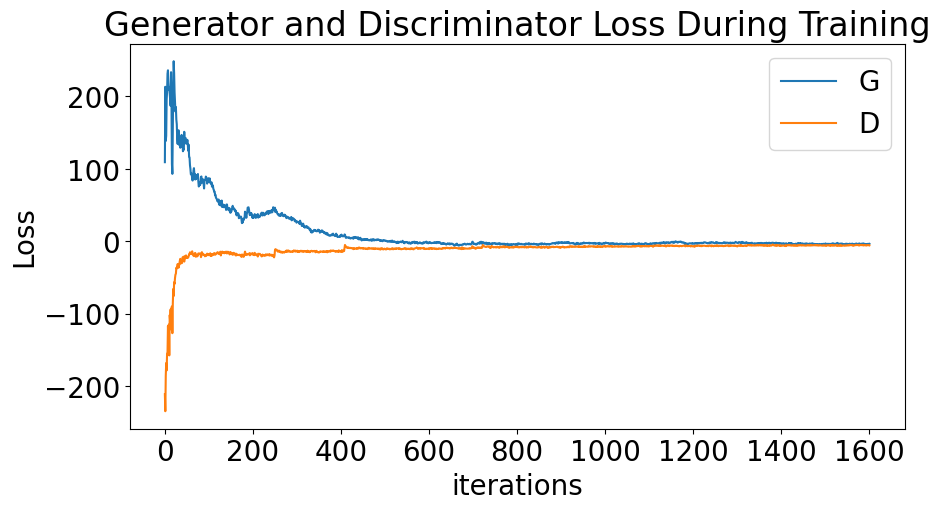 Generator and Discriminator Loss During Training
G
D
Loss
200
100
0
−100
−200
0 200 400 600 800 1000 1200 1400 1600
iterations